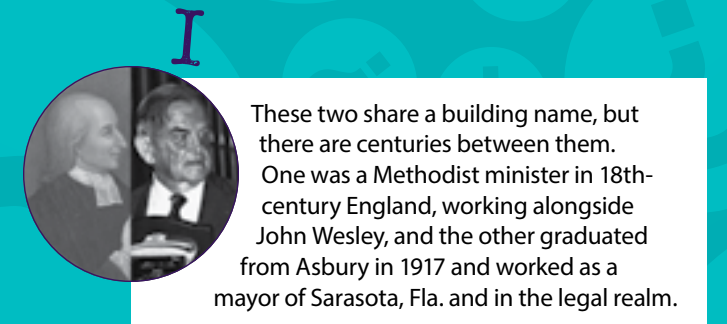 I
These two share a building name, but
there are centuries between them.
One was a Methodist minister in 18th-
century England, working alongside
John Wesley, and the other graduated
from Asbury in 1917 and worked as a
mayor of Sarasota, Fla. and in the legal realm.